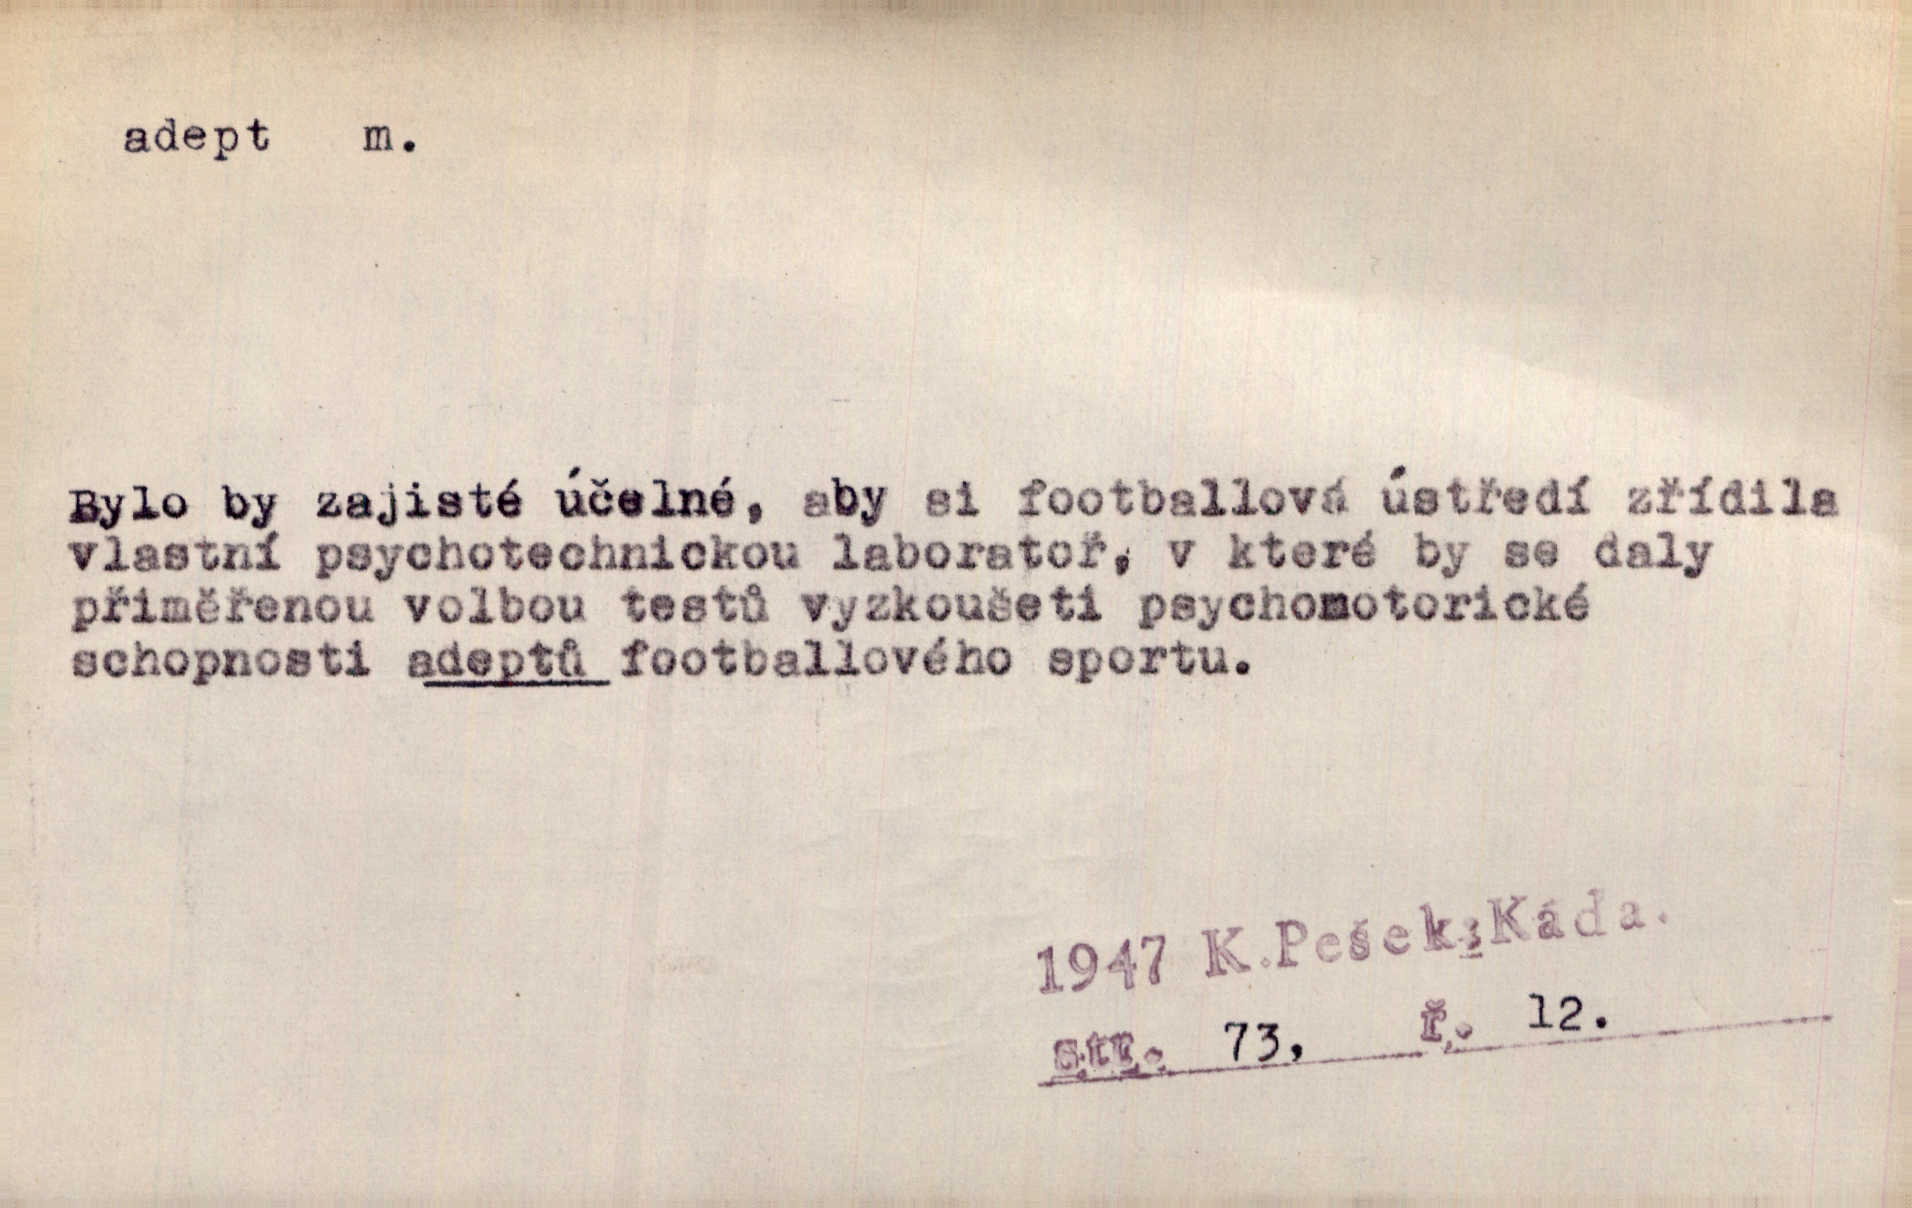 adept m.
Bylo by zajisté účelné, aby si footballová ústředí zřídila
vlastní psychotechnickou laboratoř, v které by se daly
přiměřenou volbou testů vyzkoušeti psychomotorické
schopnosti adeptů footballového sportu.
1947 K.Pešek:Káďa.
str. 73, ř. 12.